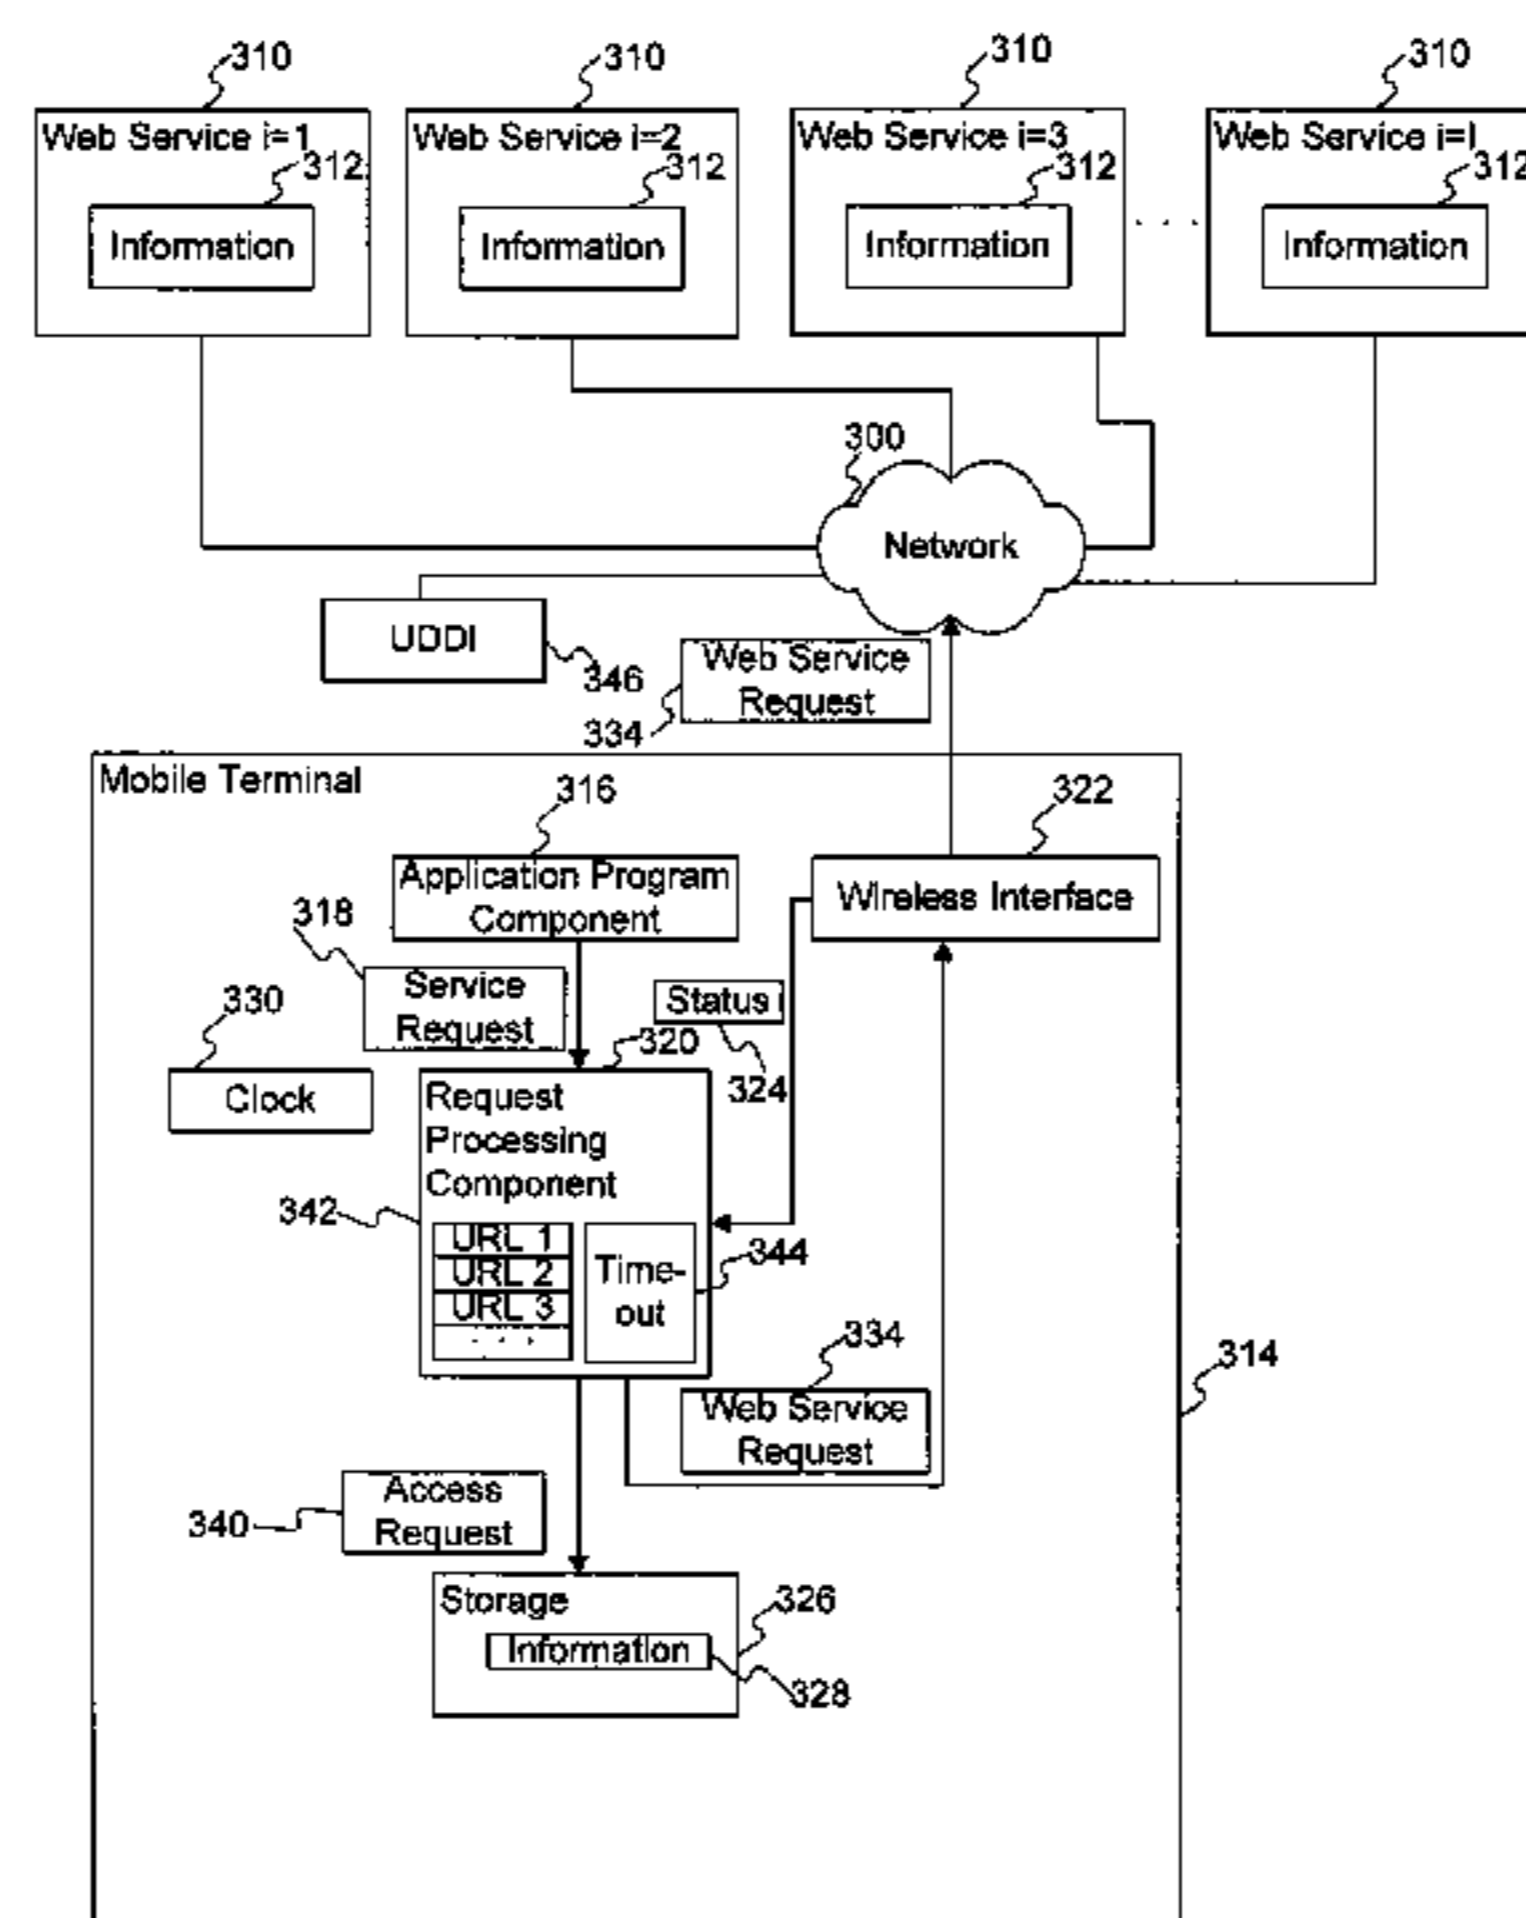 310 310 310 310
Web Service i=1 Web Service i=2 Web Service i=3 Web Service i=I
312 312 312 312
Information Information Information . . . Information
300
Network
UDDI
346
Web Service
Request
334
Mobile Terminal
316
322
Application Program
Component
Wireless Interface
318
Service
Request
Status i
324
330
Clock
320
Request
Processing
Component
342
URL 1
URL 2
URL 3
. . .
Time-
out
344
334
Web Service
Request
314
Access
Request
340
Storage
326
Information
328